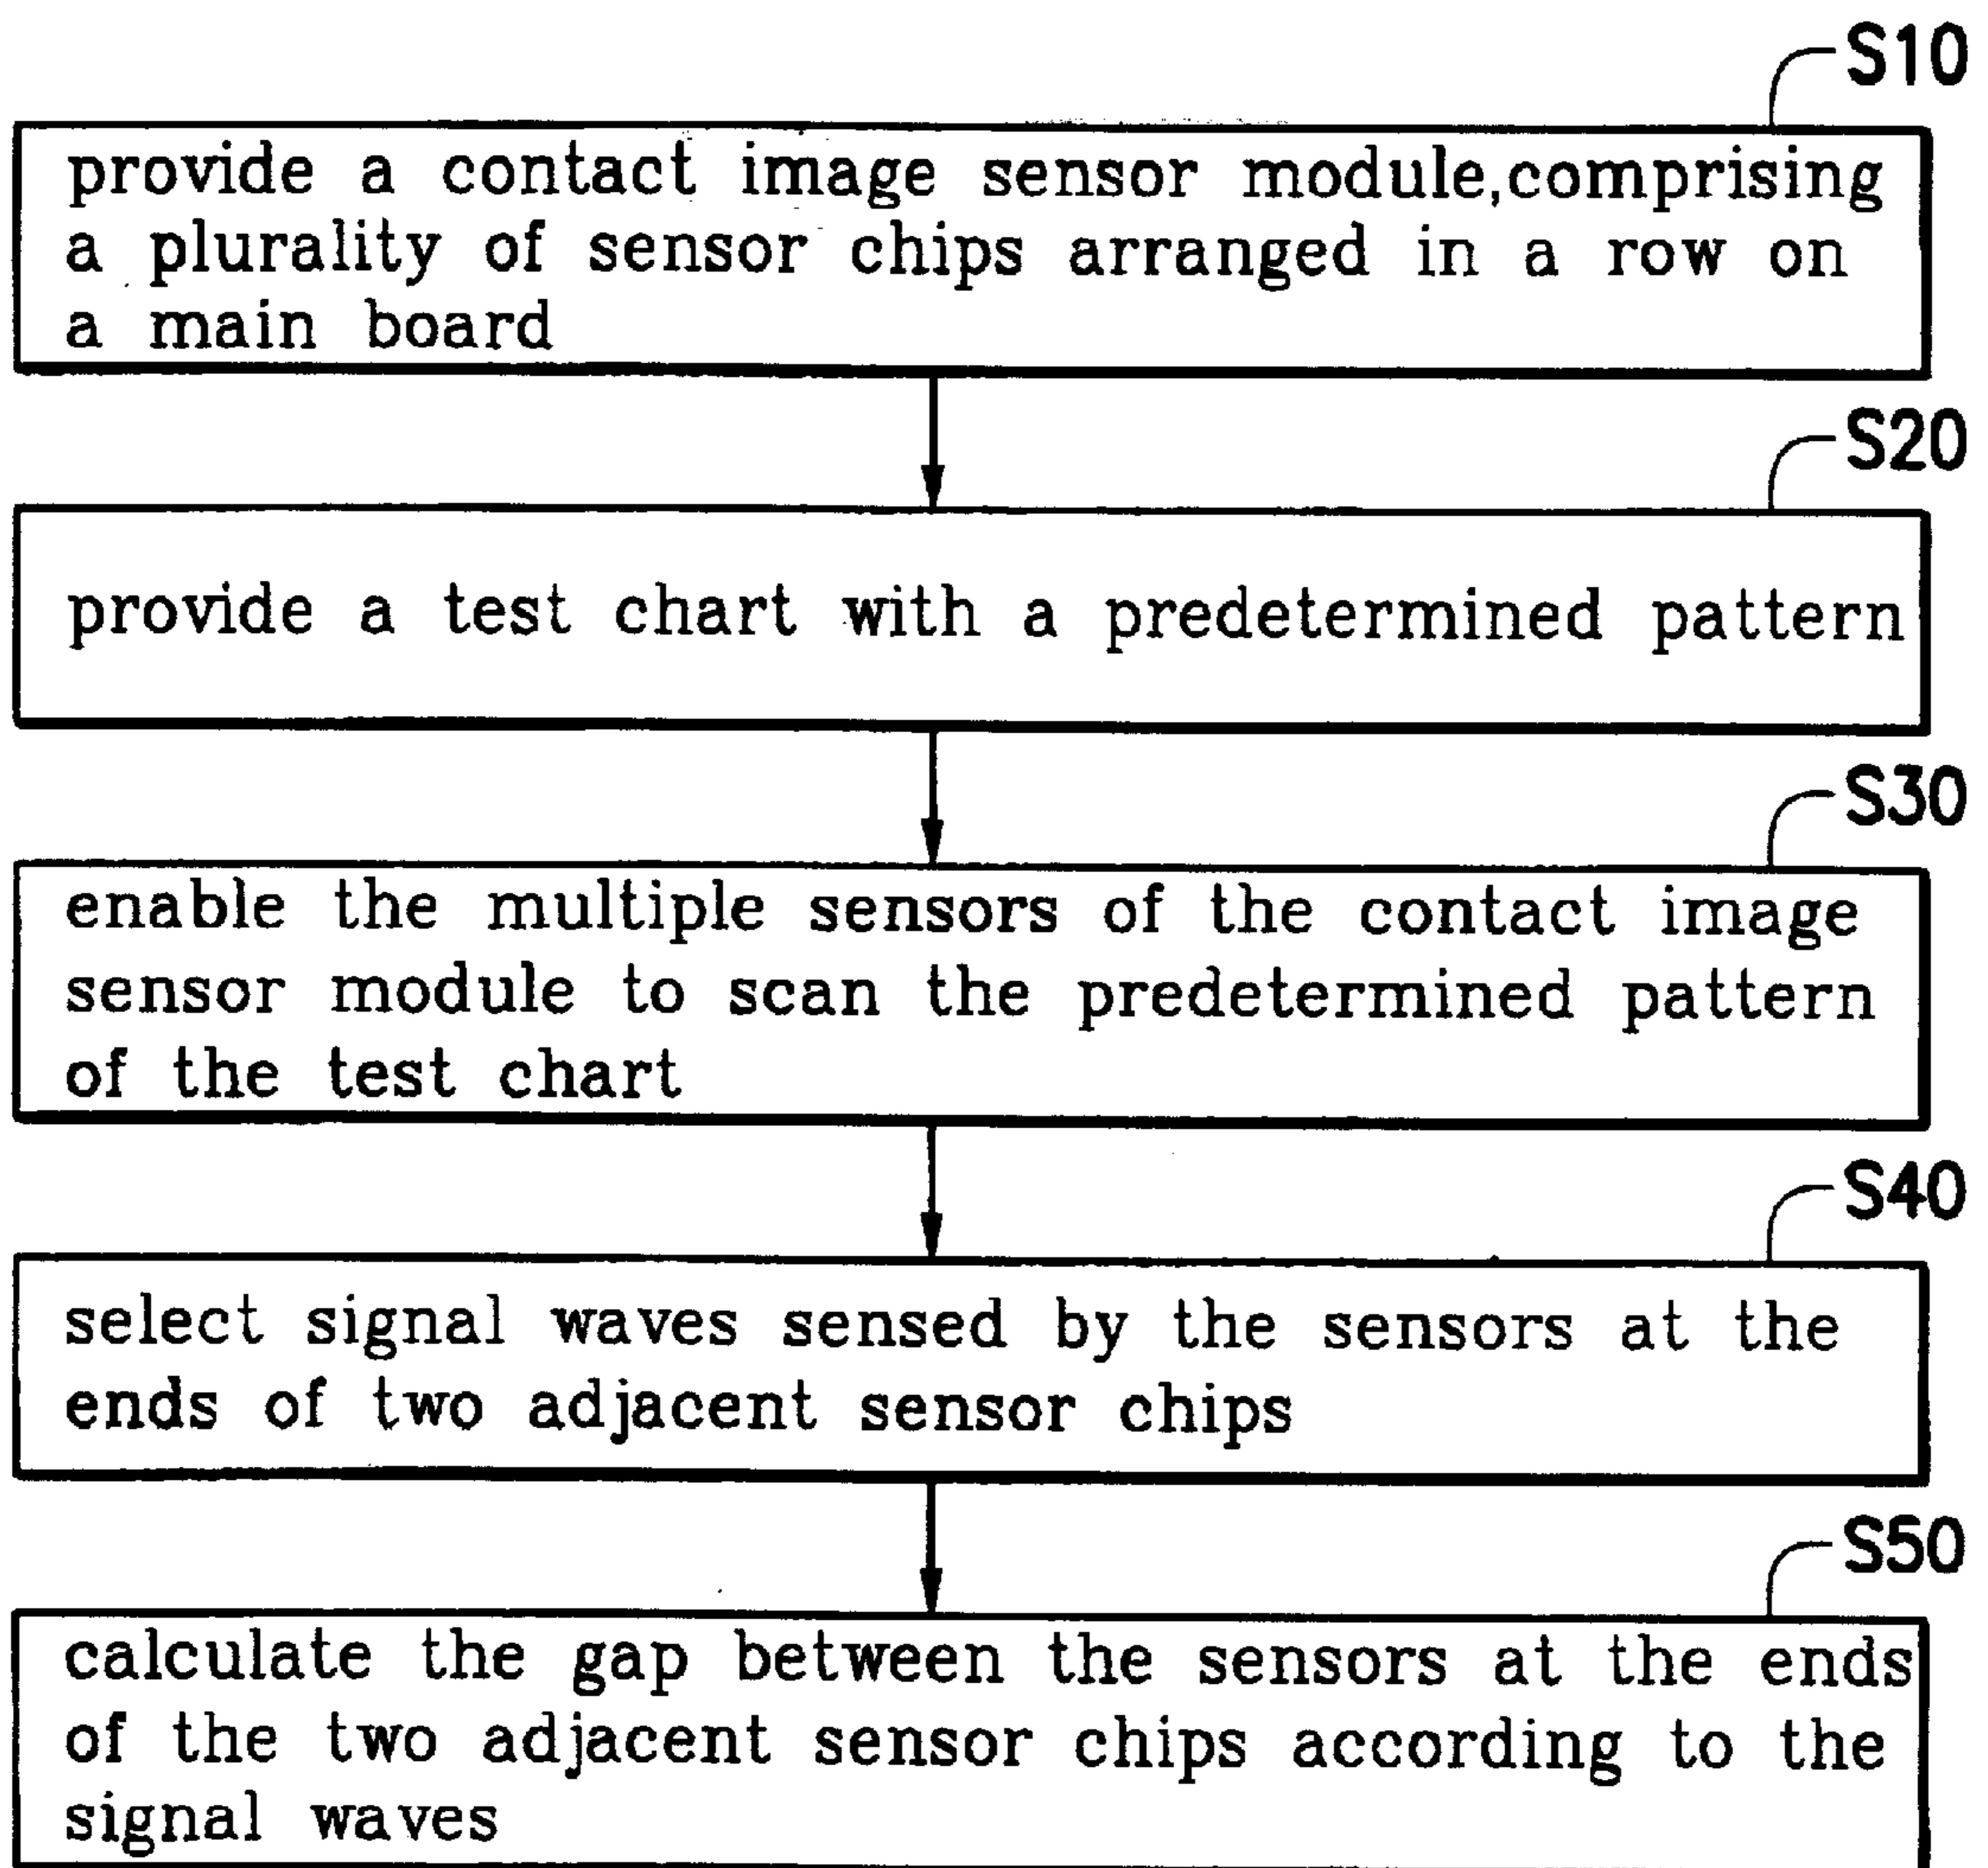 S10
provide a contact image sensor module,comprising
a plurality of sensor chips arranged in a row on
a main board
S20
provide a test chart with a predetermined pattern
S30
enable the multiple sensors of the contact image
sensor module to scan the predetermined pattern
of the test chart
S40
select signal waves sensed by the sensors at the
ends of two adjacent sensor chips
S50
calculate the gap between the sensors at the ends
of the two adjacent sensor chips according to the
signal waves